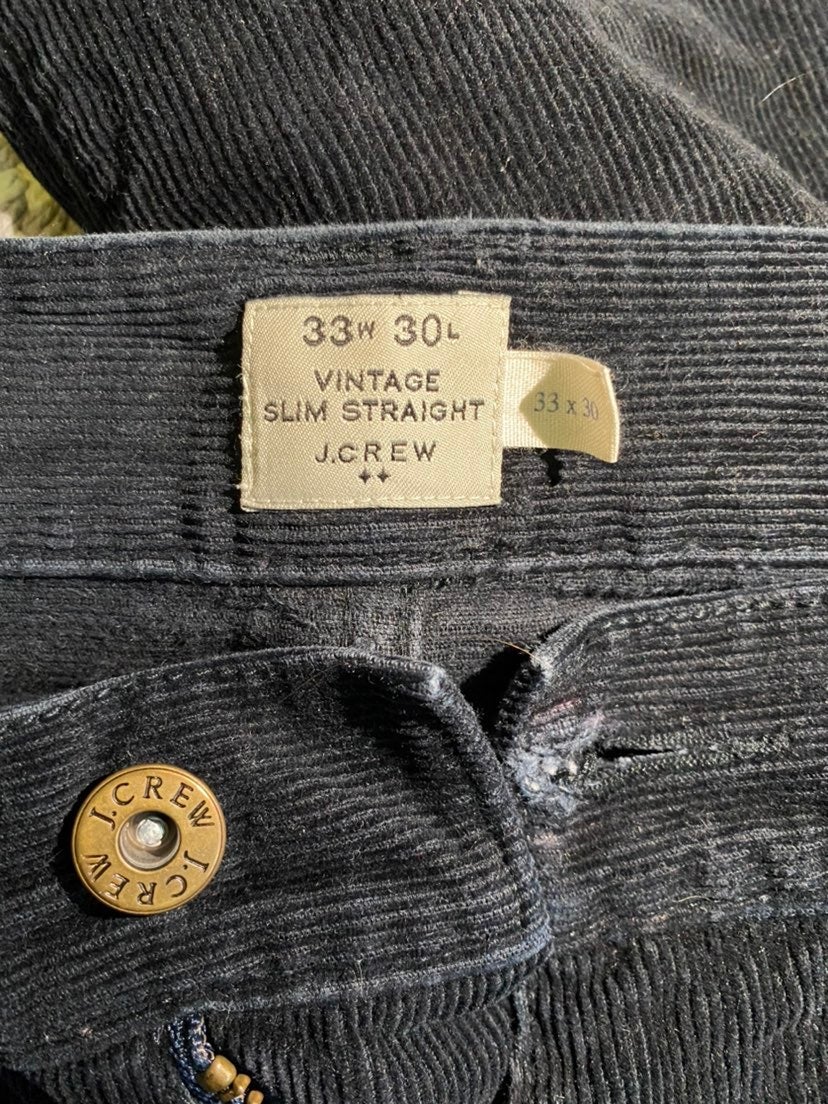 33W 30L
VINTAGE
SLIM STRAIGHT
J.CREW
33 x 30
J.CREW J.CREW